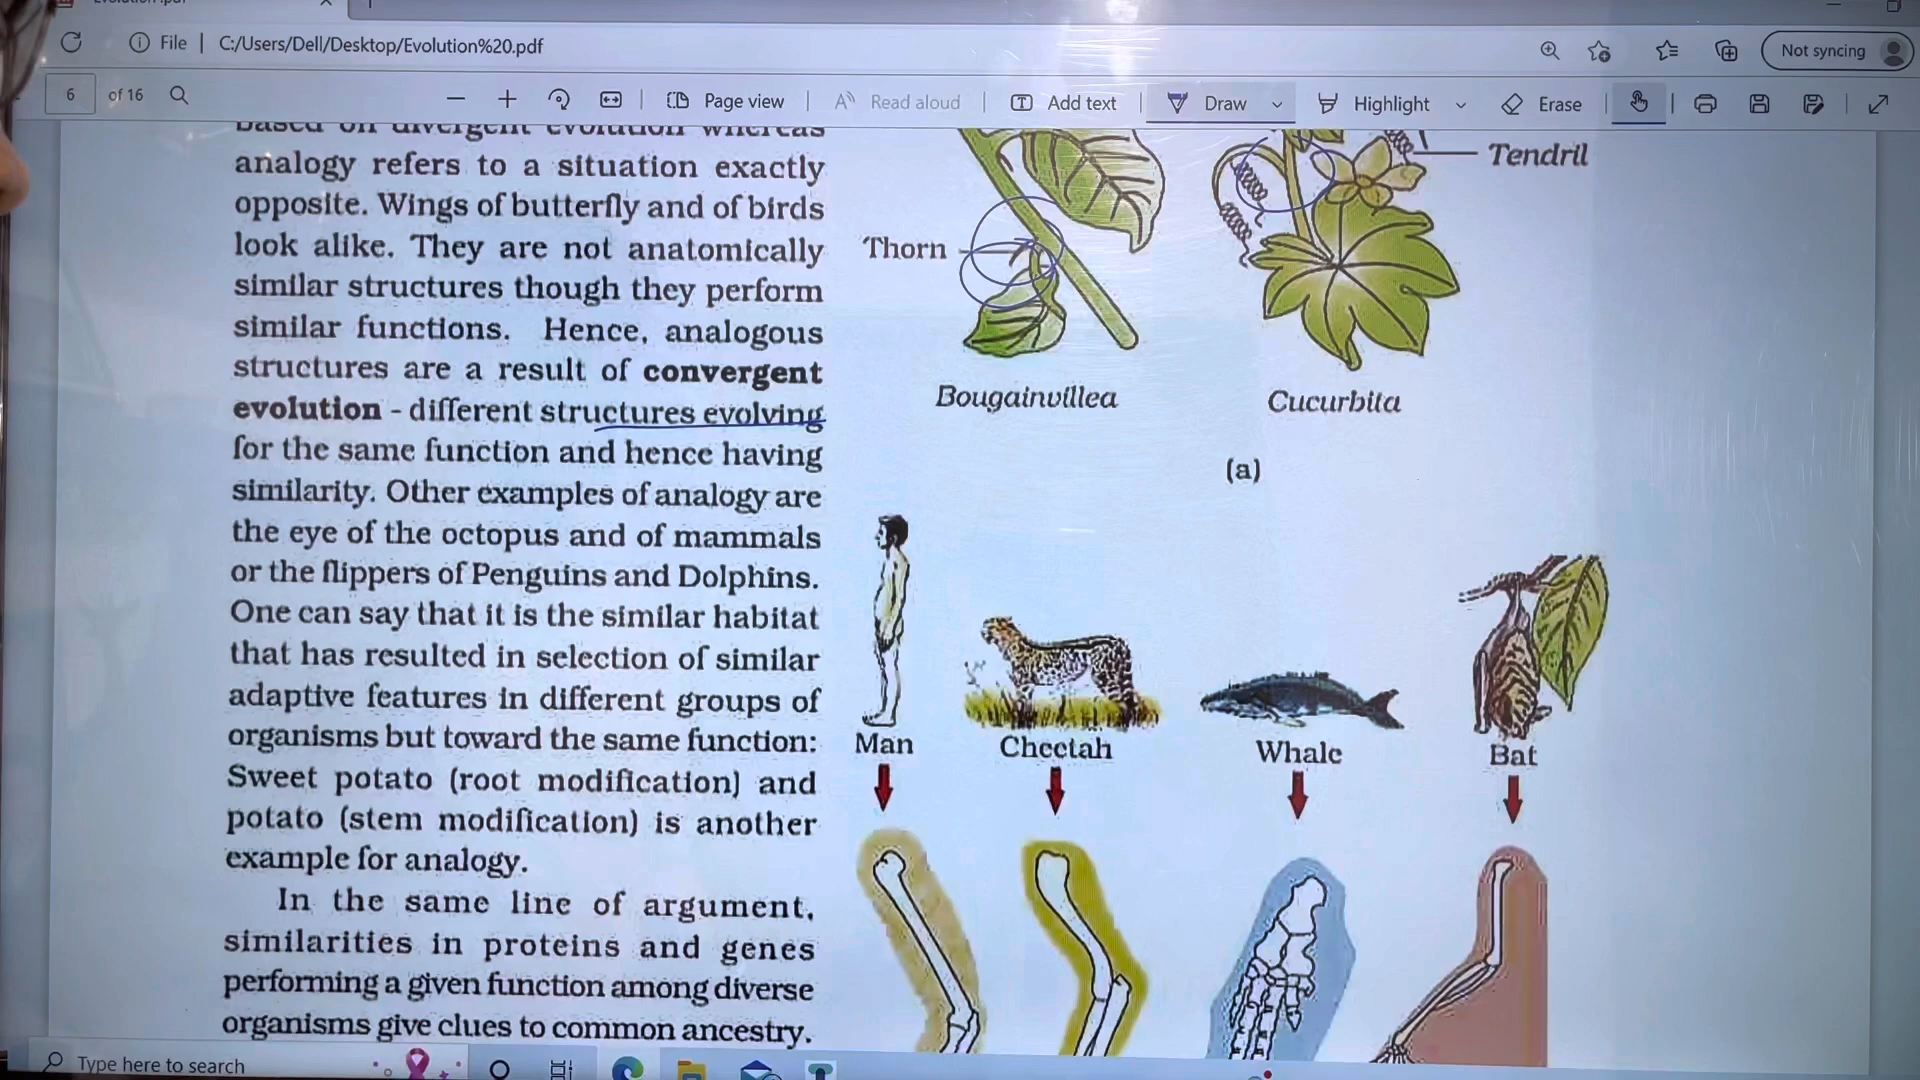 File
C:/Users/Dell/Desktop/Evolution%20.pdf
Not syncing
6 of 16
Page view
Read aloud
Add text
Draw
Highlight
Erase
based on divergent evolution whereas
analogy refers to a situation exactly
opposite. Wings of butterfly and of birds
look alike. They are not anatomically
similar structures though they perform
similar functions. Hence, analogous
structures are a result of convergent
evolution - different structures evolving
for the same function and hence having
similarity. Other examples of analogy are
the eye of the octopus and of mammals
or the flippers of Penguins and Dolphins.
One can say that it is the similar habitat
that has resulted in selection of similar
adaptive features in different groups of
organisms but toward the same function:
Sweet potato (root modification) and
potato (stem modification) is another
example for analogy.
In the same line of argument,
similarities in proteins and genes
performing a given function among diverse
organisms give clues to common ancestry.
Tendril
Thorn
Bougainvillea
Cucurbita
(a)
Man
Cheetah
Whale
Bat
Type here to search